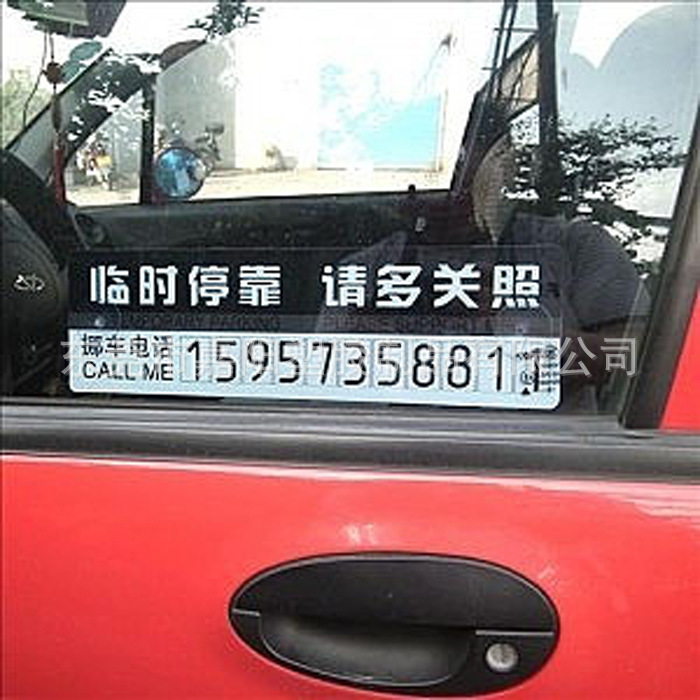 临时停靠 请多关照
挪车电话
CALL ME
15957358811
公司